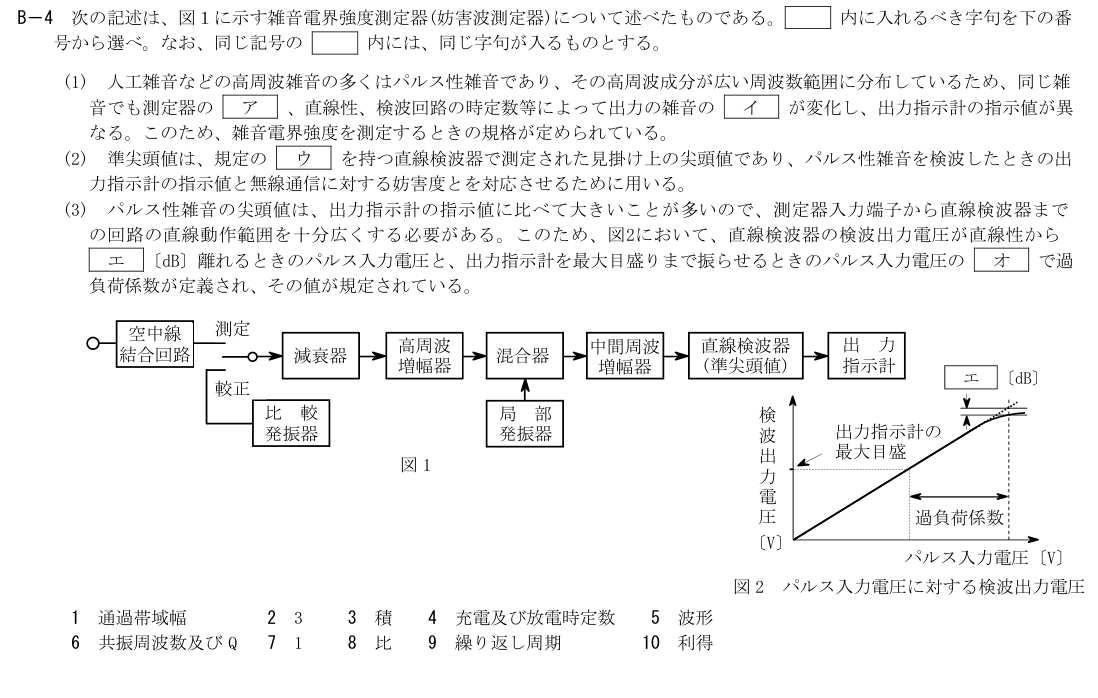 B－4　次の記述は、図１に示す雑音電界強度測定器(妨害波測定器)について述べたものである。　　　内に入れるべき字句を下の番
号から選べ。なお、同じ記号の　　　内には、同じ字句が入るものとする。
(1)　人工雑音などの高周波雑音の多くはパルス性雑音であり、その高周波成分が広い周波数範囲に分布しているため、同じ雑
音でも測定器の　ア　、直線性、検波回路の時定数等によって出力の雑音の　イ　が変化し、出力指示計の指示値が異
なる。このため、雑音電界強度を測定するときの規格が定められている。
(2)　準尖頭値は、規定の　ウ　を持つ直線検波器で測定された見掛け上の尖頭値であり、パルス性雑音を検波したときの出
力指示計の指示値と無線通信に対する妨害度とを対応させるために用いる。
(3)　パルス性雑音の尖頭値は、出力指示計の指示値に比べて大きいことが多いので、測定器入力端子から直線検波器まで
の回路の直線動作範囲を十分広くする必要がある。このため、図2において、直線検波器の検波出力電圧が直線性から
エ　〔dB〕離れるときのパルス入力電圧と、出力指示計を最大目盛りまで振らせるときのパルス入力電圧の　オ　で過
負荷係数が定義され、その値が規定されている。
空中線
結合回路
測定
較正
比　較
発振器
減衰器
高周波
増幅器
混合器
局　部
発振器
中間周波
増幅器
直線検波器
(準尖頭値)
出　力
指示計
図１
エ　〔dB〕
検波出力電圧
〔V〕
出力指示計の
最大目盛
過負荷係数
パルス入力電圧〔V〕
図２　パルス入力電圧に対する検波出力電圧
1　通過帯域幅　2　3　3　積　4　充電及び放電時定数　5　波形
6　共振周波数及びQ　7　1　8　比　9　繰り返し周期　10　利得